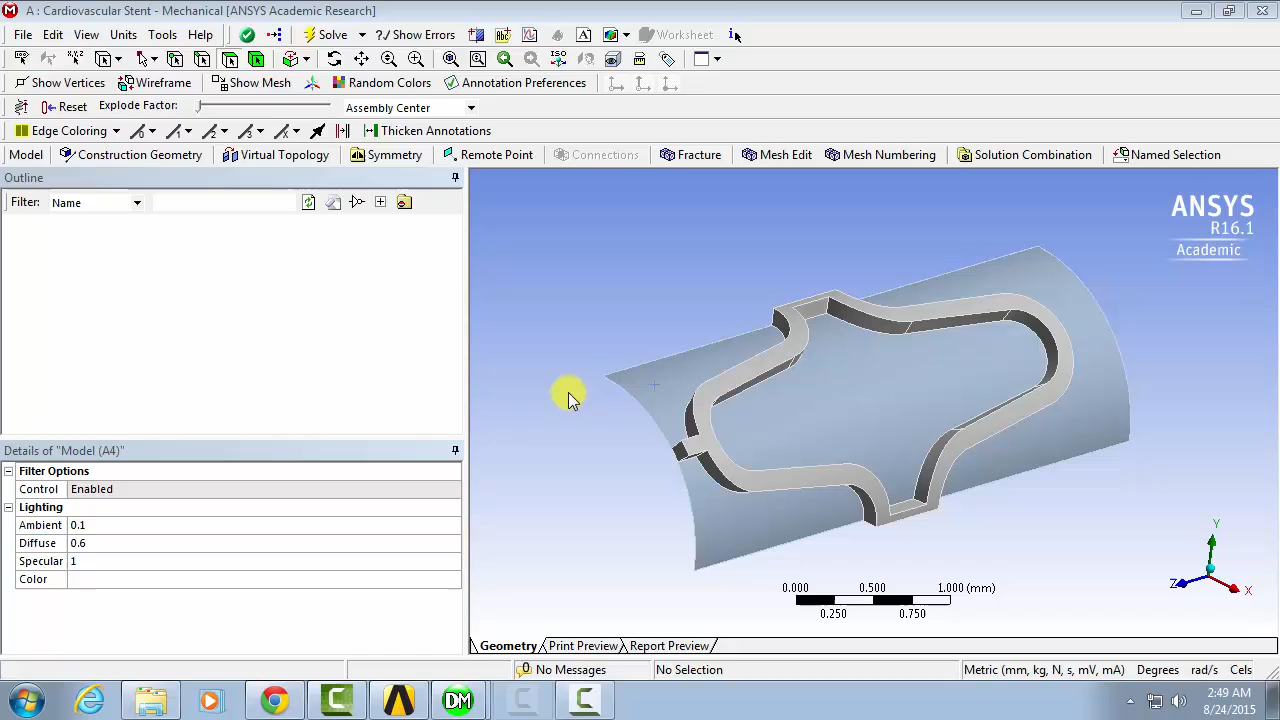 A : Cardiovascular Stent - Mechanical [ANSYS Academic Research]
File Edit View Units Tools Help Solve Show Errors Worksheet
Show Vertices Wireframe Show Mesh Random Colors Annotation Preferences
Reset Explode Factor: Assembly Center
Edge Coloring Thicken Annotations
Model Construction Geometry Virtual Topology Symmetry Remote Point Connections Fracture Mesh Edit Mesh Numbering Solution Combination Named Selection
Outline
Filter: Name
ANSYS
R16.1
Academic
Details of "Model (A4)"
Filter Options
Control Enabled
Lighting
Ambient 0.1
Diffuse 0.6
Specular 1
Color
0.000 0.500 1.000 (mm)
0.250 0.750
Y
Z
X
Geometry Print Preview Report Preview
0 No Messages No Selection Metric (mm, kg, N, s, mV, mA) Degrees rad/s Cels
DM
2:49 AM
8/24/2015